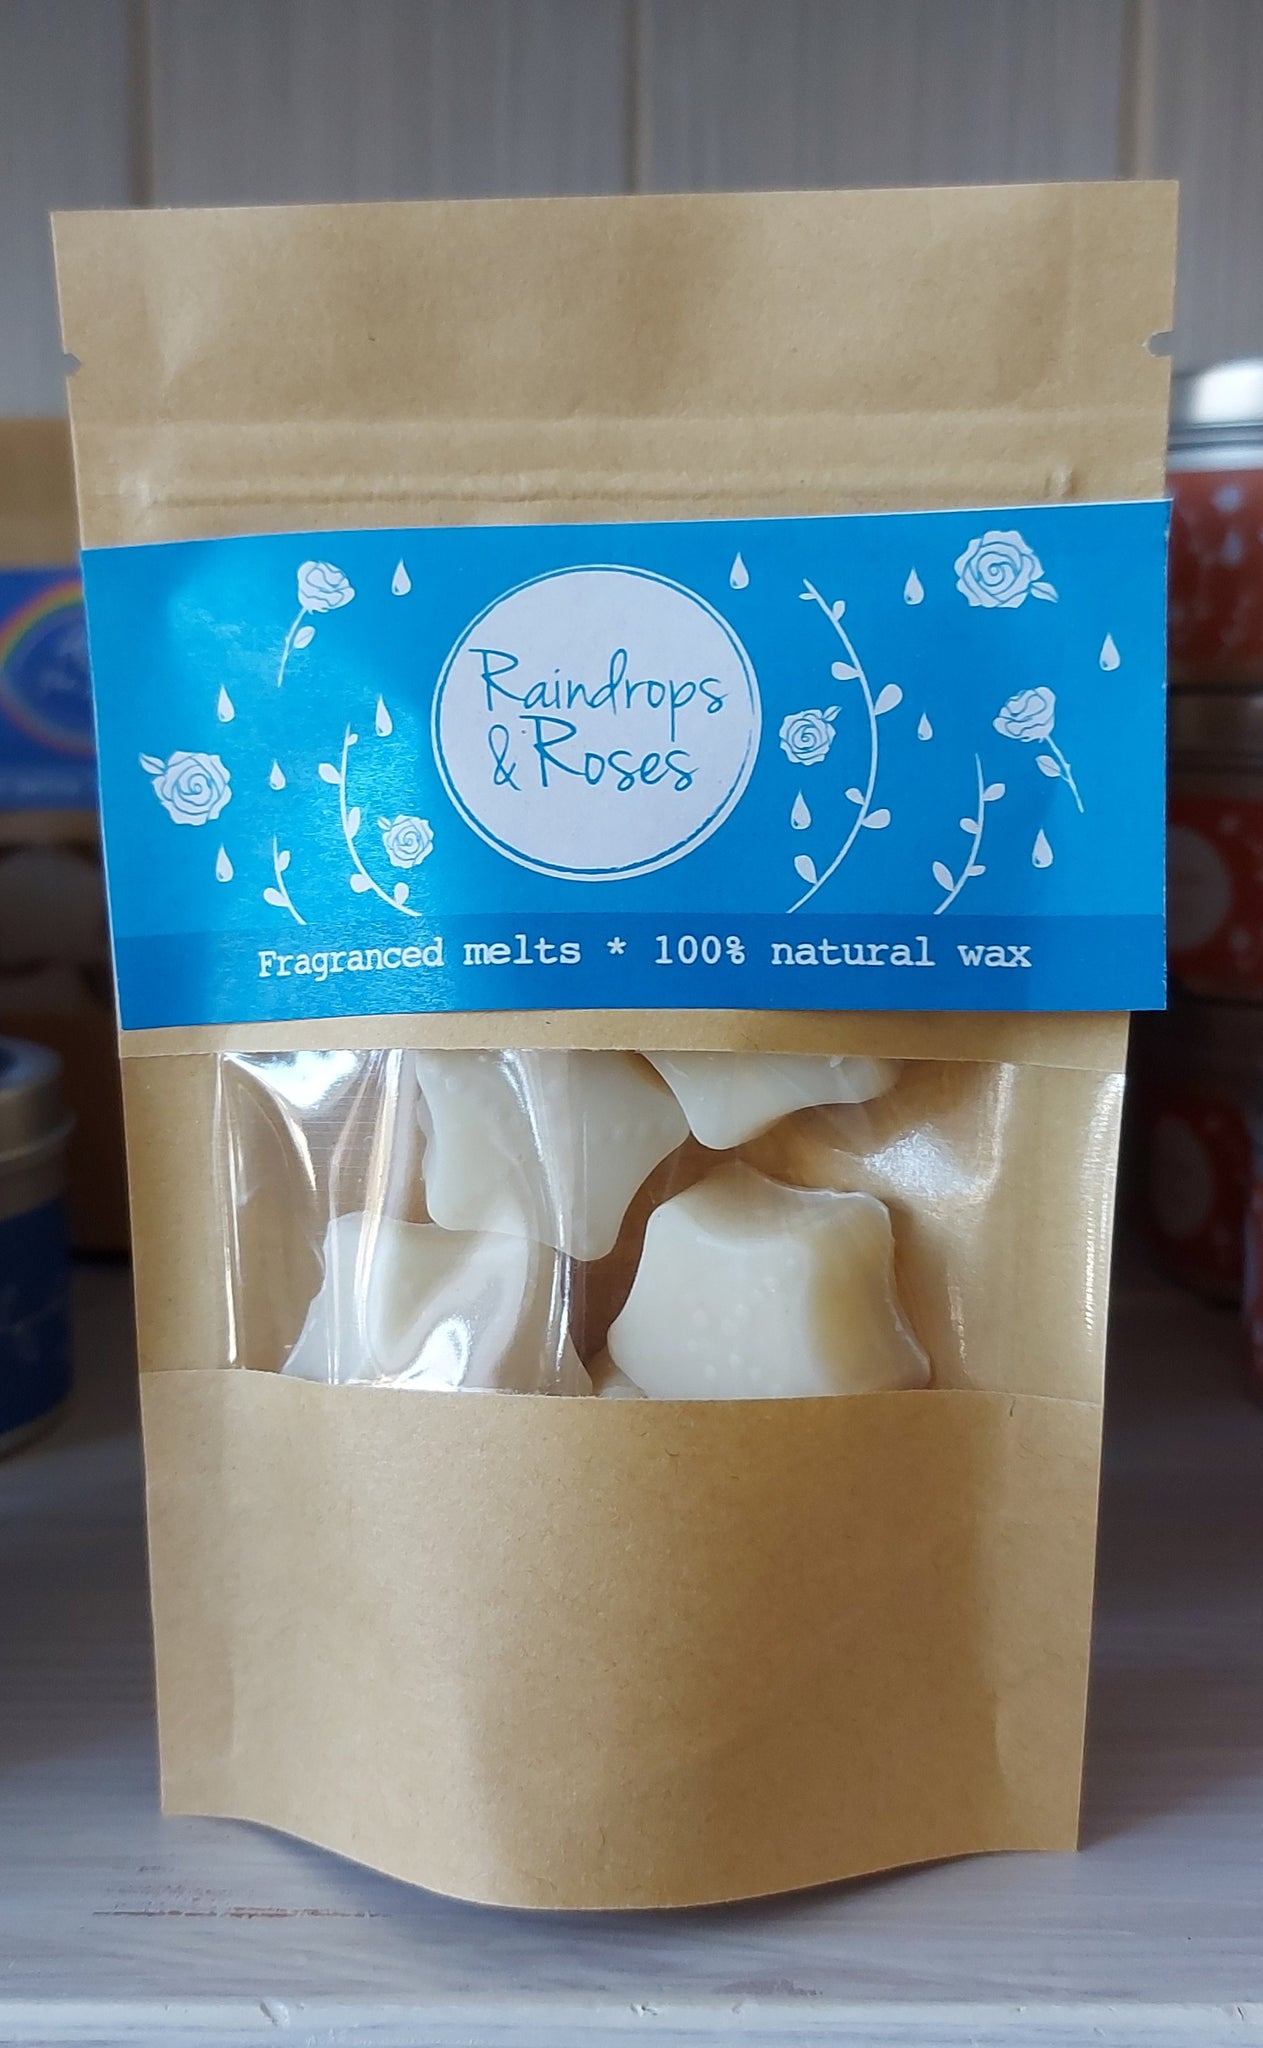 Raindrops
& Roses
Fragranced melts * 100% natural wax